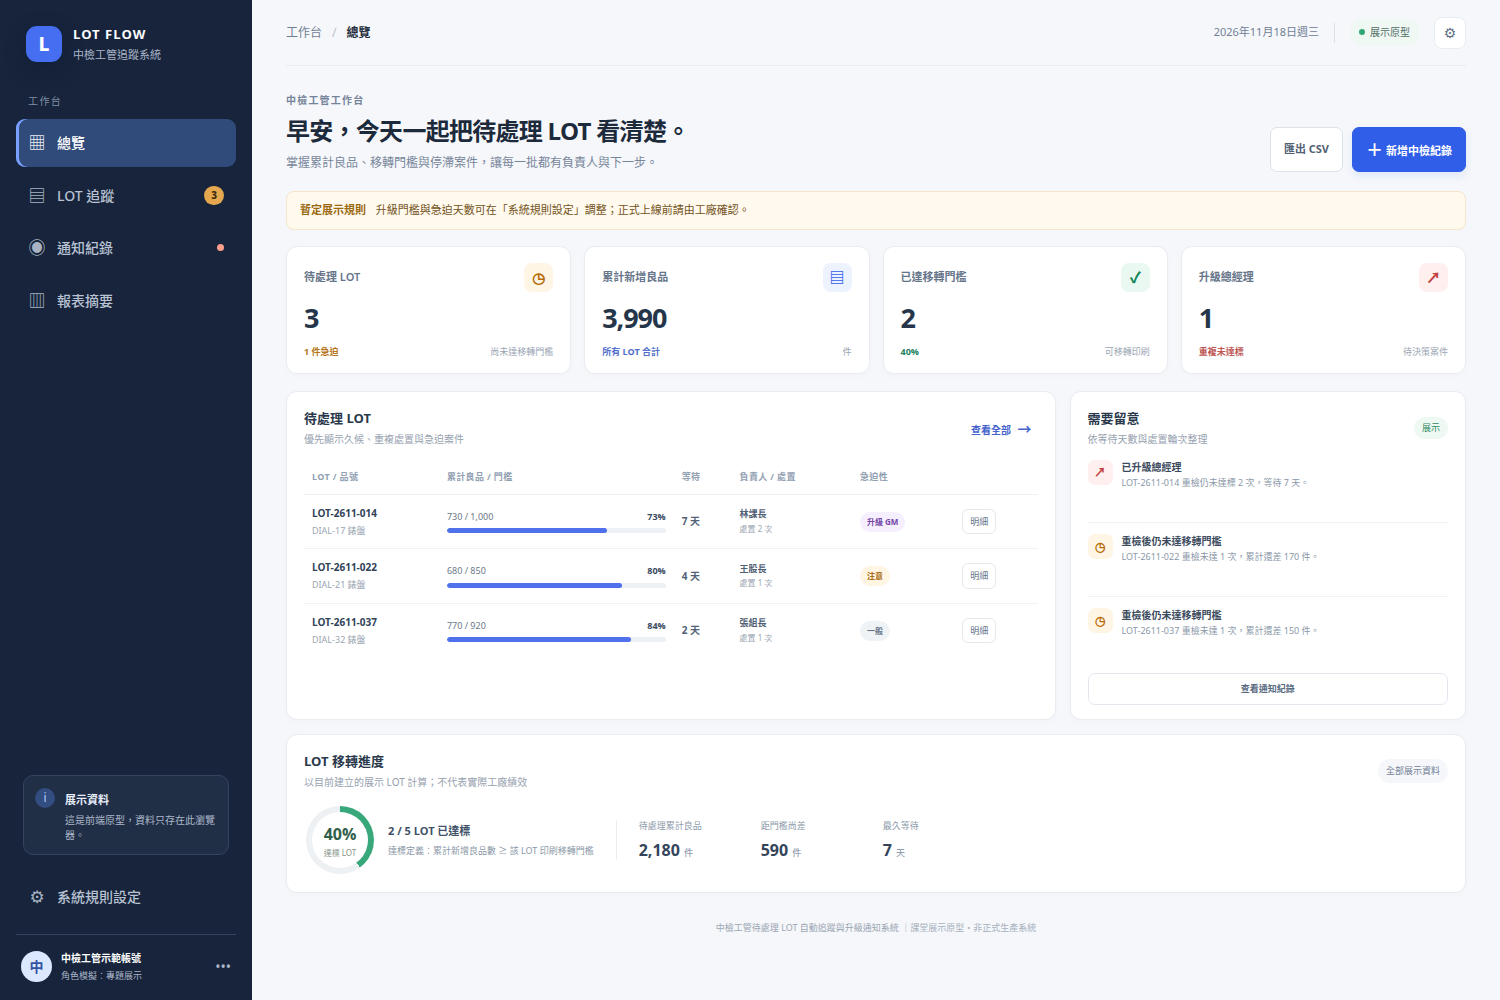 L
LOT FLOW
中檢工管追蹤系統
工作台
總覽
LOT 追蹤
3
通知紀錄
報表摘要
i
展示資料
這是前端原型，資料只存在此瀏覽
器。
系統規則設定
中
中檢工管示範帳號
角色模擬：專題展示
•••
工作台 / 總覽
2026年11月18日週三
展示原型
中檢工管工作台
早安，今天一起把待處理 LOT 看清楚。
掌握累計良品、移轉門檻與停滯案件，讓每一批都有負責人與下一步。
匯出 CSV
＋ 新增中檢紀錄
暫定展示規則 升級門檻與急迫天數可在「系統規則設定」調整；正式上線前請由工廠確認。
待處理 LOT
3
1 件急迫
尚未達移轉門檻
累計新增良品
3,990
所有 LOT 合計
件
已達移轉門檻
✓
2
40%
可移轉印刷
升級總經理
↗
1
重複未達標
待決策案件
待處理 LOT
優先顯示久候、重複處置與急迫案件
查看全部 →
LOT / 品號
累計良品 / 門檻
等待
負責人 / 處置
急迫性
LOT-2611-014
DIAL-17 錶盤
730 / 1,000
73%
7 天
林課長
處置 2 次
升級 GM
明細
LOT-2611-022
DIAL-21 錶盤
680 / 850
80%
4 天
王股長
處置 1 次
注意
明細
LOT-2611-037
DIAL-32 錶盤
770 / 920
84%
2 天
張組長
處置 1 次
一般
明細
需要留意
依等待天數與處置輪次整理
展示
↗
已升級總經理
LOT-2611-014 重檢仍未達標 2 次，等待 7 天。
重檢後仍未達移轉門檻
LOT-2611-022 重檢未達 1 次，累計還差 170 件。
重檢後仍未達移轉門檻
LOT-2611-037 重檢未達 1 次，累計還差 150 件。
查看通知紀錄
LOT 移轉進度
以目前建立的展示 LOT 計算；不代表實際工廠績效
全部展示資料
40%
達標 LOT
2 / 5 LOT 已達標
達標定義：累計新增良品數 ≥ 該 LOT 印刷移轉門檻
待處理累計良品
2,180 件
距門檻尚差
590 件
最久等待
7 天
中檢工管待處理 LOT 自動追蹤與升級通知系統 ｜課堂展示原型・非正式生產系統